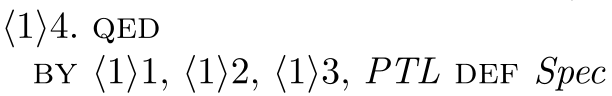 ⟨1⟩4. QED
BY ⟨1⟩1, ⟨1⟩2, ⟨1⟩3, PTL DEF Spec